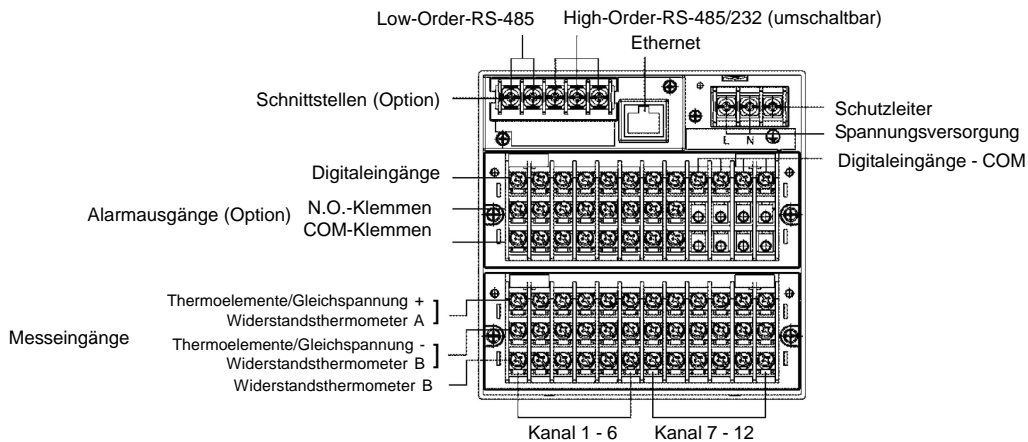 Low-Order-RS-485
High-Order-RS-485/232 (umschaltbar)
Ethernet
Schnittstellen (Option)
Schutzleiter
L N
Spannungsversorgung
Digitaleingänge - COM
Digitaleingänge
Alarmausgänge (Option)
N.O.-Klemmen
COM-Klemmen
Messeingänge
Thermoelemente/Gleichspannung +
Widerstandsthermometer A
Thermoelemente/Gleichspannung -
Widerstandsthermometer B
Widerstandsthermometer B
Kanal 1 - 6
Kanal 7 - 12